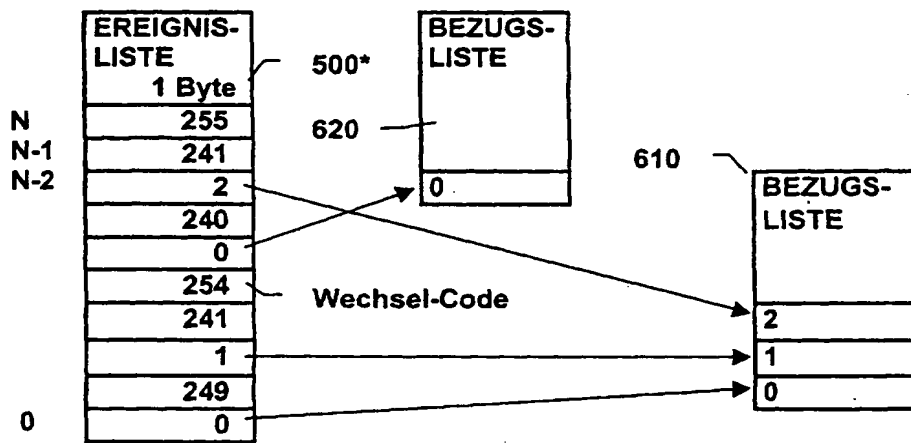 EREIGNIS-
LISTE
1 Byte
500*
BEZUGS-
LISTE
620
610
N 255
N-1 241
N-2 2
240
0
254
Wechsel-Code
241
1
249
0 0
0
BEZUGS-
LISTE
2
1
0